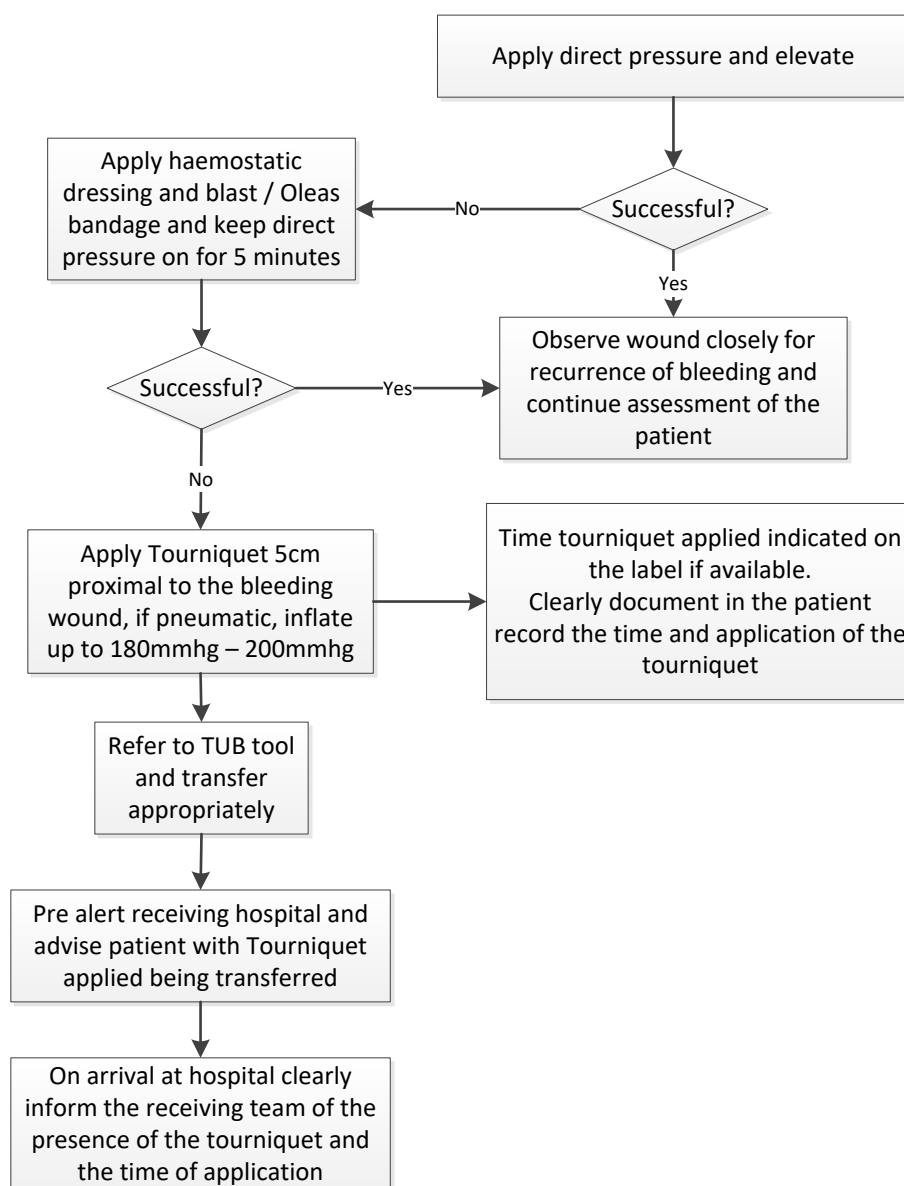 Apply direct pressure and elevate
Successful?
No
Apply haemostatic
dressing and blast / Oleas
bandage and keep direct
pressure on for 5 minutes
Yes
Observe wound closely for
recurrence of bleeding and
continue assessment of the
patient
Successful?
Yes
No
Apply Tourniquet 5cm
proximal to the bleeding
wound, if pneumatic, inflate
up to 180mmhg – 200mmhg
Time tourniquet applied indicated on
the label if available.
Clearly document in the patient
record the time and application of the
tourniquet
Refer to TUB tool
and transfer
appropriately
Pre alert receiving hospital and
advise patient with Tourniquet
applied being transferred
On arrival at hospital clearly
inform the receiving team of the
presence of the tourniquet and
the time of application